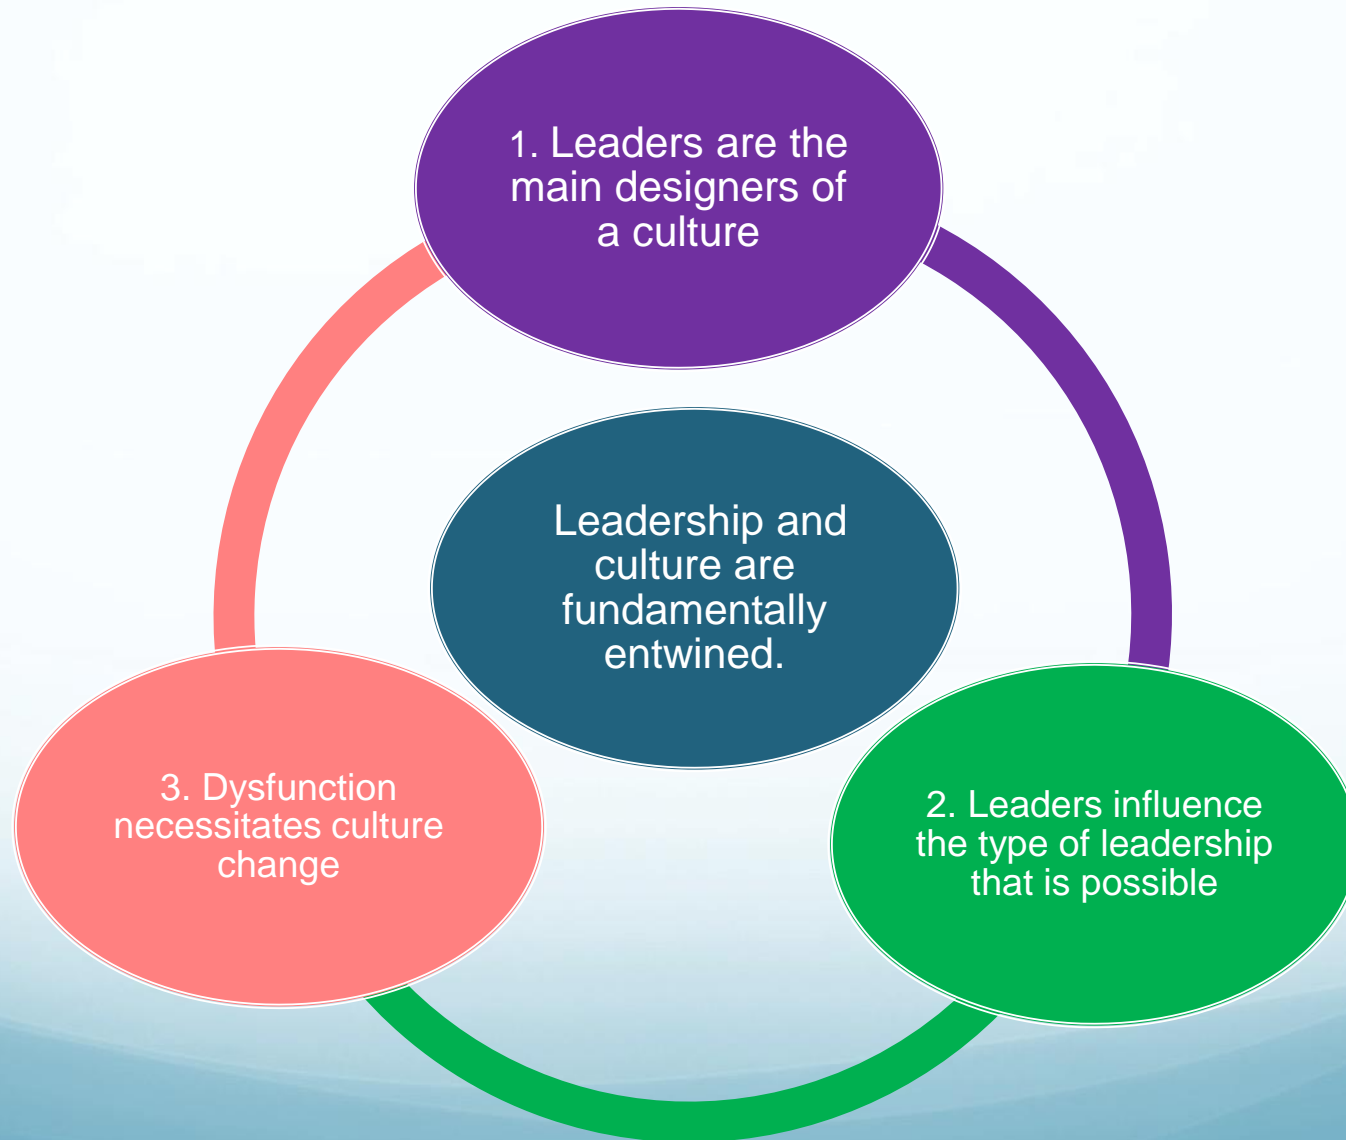 1. Leaders are the
main designers of
a culture
Leadership and
culture are
fundamentally
entwined.
2. Leaders influence
the type of leadership
that is possible
3. Dysfunction
necessitates culture
change